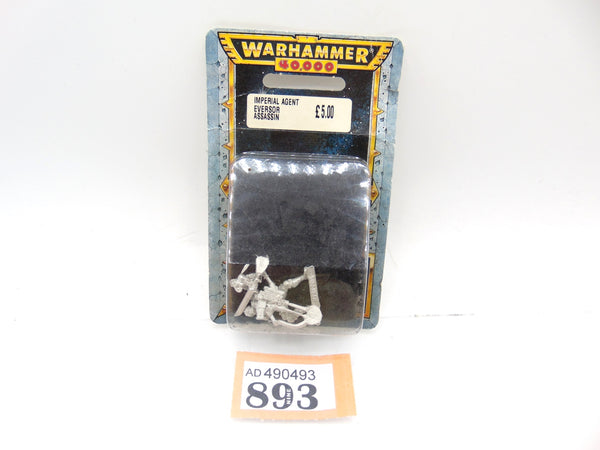 WARHAMMER
40,000
IMPERIAL AGENT
EVERSOR
ASSASSIN
£5.00
AD 490493
893